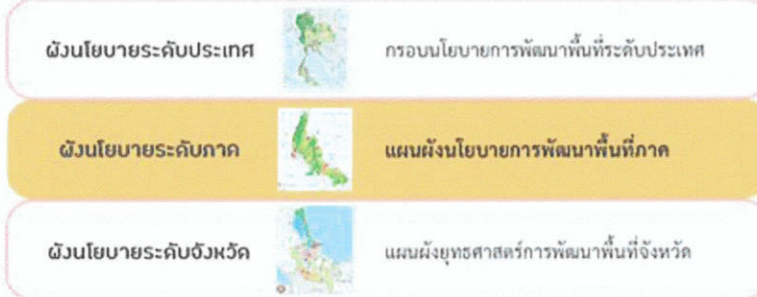 ผังนโยบายระดับประเทศ กรอบนโยบายการพัฒนาพื้นที่ระดับประเทศ
ผังนโยบายระดับภาค แผนผังนโยบายการพัฒนาพื้นที่ภาค
ผังนโยบายระดับจังหวัด แผนผังยุทธศาสตร์การพัฒนาพื้นที่จังหวัด